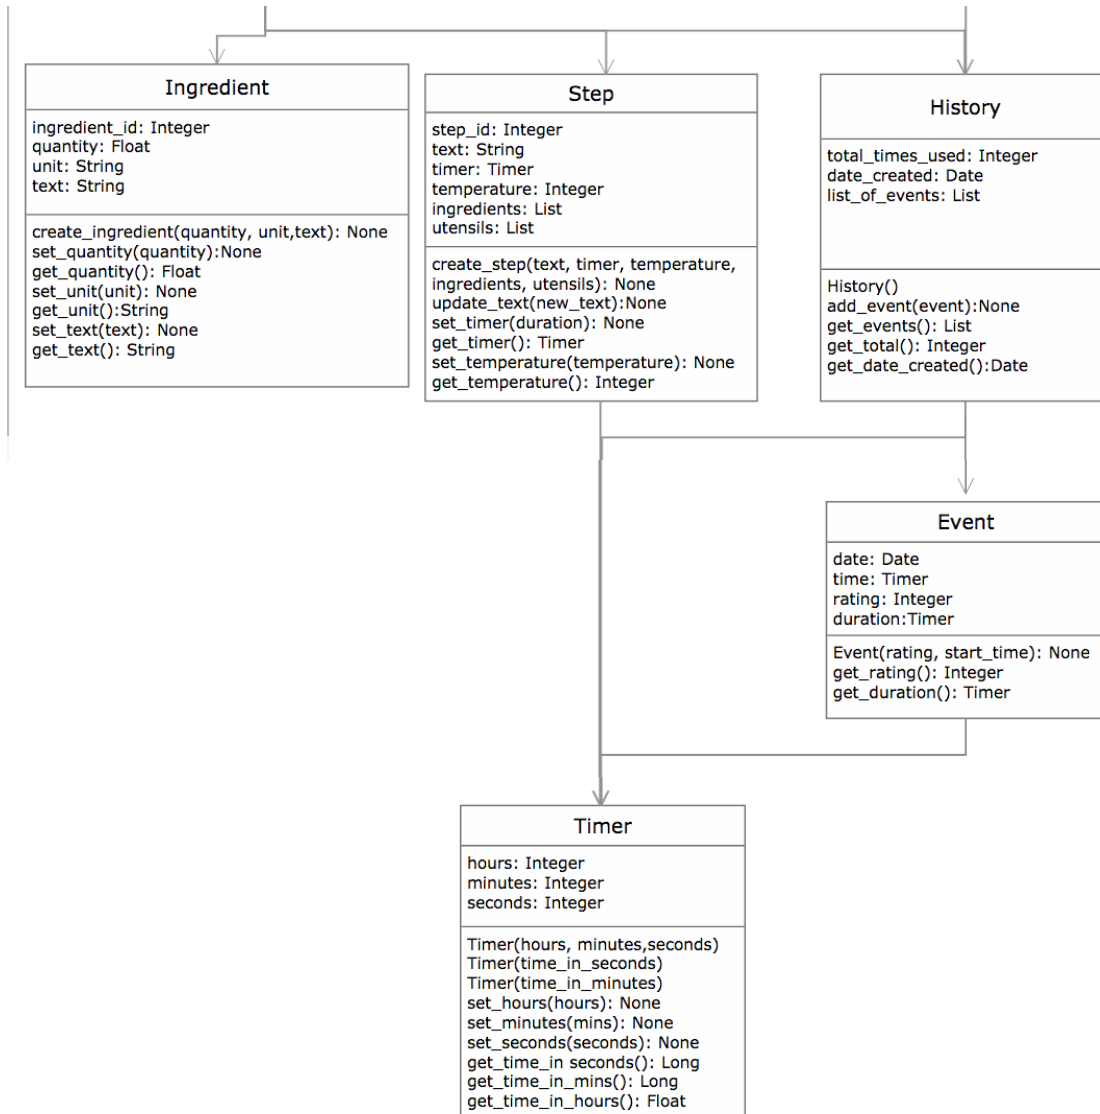 Ingredient
ingredient_id: Integer
quantity: Float
unit: String
text: String
create_ingredient(quantity, unit,text): None
set_quantity(quantity):None
get_quantity(): Float
set_unit(unit): None
get_unit():String
set_text(text): None
get_text(): String
Step
step_id: Integer
text: String
timer: Timer
temperature: Integer
ingredients: List
utensils: List
create_step(text, timer, temperature,
ingredients, utensils): None
update_text(new_text):None
set_timer(duration): None
get_timer(): Timer
set_temperature(temperature): None
get_temperature(): Integer
History
total_times_used: Integer
date_created: Date
list_of_events: List
History()
add_event(event):None
get_events(): List
get_total(): Integer
get_date_created():Date
Event
date: Date
time: Timer
rating: Integer
duration:Timer
Event(rating, start_time): None
get_rating(): Integer
get_duration(): Timer
Timer
hours: Integer
minutes: Integer
seconds: Integer
Timer(hours, minutes,seconds)
Timer(time_in_seconds)
Timer(time_in_minutes)
set_hours(hours): None
set_minutes(mins): None
set_seconds(seconds): None
get_time_in seconds(): Long
get_time_in_mins(): Long
get_time_in_hours(): Float